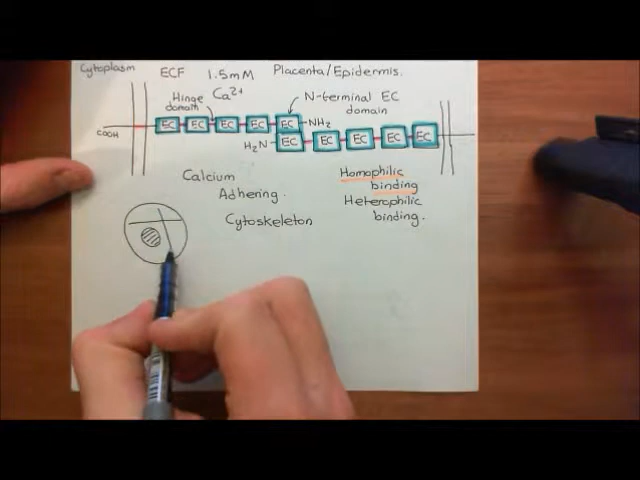 Cytoplasm ECF 1.5mM Placenta/Epidermis.
Hinge domain Ca2+ N-terminal EC domain
COOH EC EC EC EC EC NH2
H2N EC EC EC EC EC
Calcium Adhering.
Homophilic binding
Heterophilic binding.
Cytoskeleton